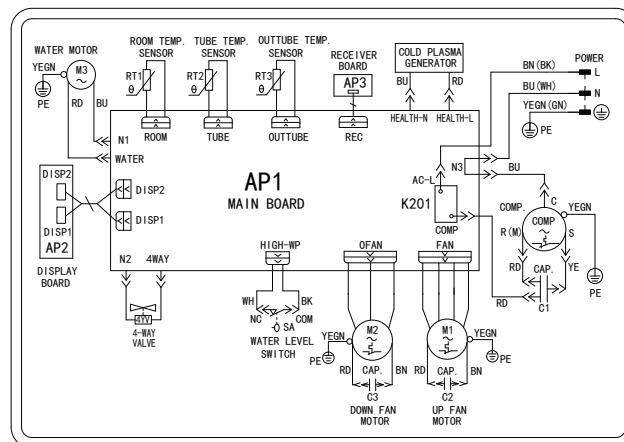 WATER MOTOR
ROOM TEMP. SENSOR
TUBE TEMP. SENSOR
OUTTUBE TEMP. SENSOR
RECEIVER BOARD
COLD PLASMA GENERATOR
POWER
YEGN
M3
PE
RD
BU
RT1
θ
RT2
θ
RT3
θ
AP3
BU
RD
BN(BK)
L
BU(WH)
N
YEGN(GN)
PE
ROOM
TUBE
OUTTUBE
REC
HEALTH-N
HEALTH-L
N1
WATER
N3
BU
AP1
MAIN BOARD
AC-L
K201
COMP
DISP2
DISP1
AP2
DISPLAY BOARD
DISP2
DISP1
COMP.
C
COMP
YEGN
R(M)
S
RD
YE
CAP.
C1
RD
PE
N2
4WAY
4YV
4-WAY VALVE
HIGH-WP
WH
BK
NC
COM
SA
WATER LEVEL SWITCH
OFAN
FAN
YEGN
M2
PE
RD
CAP.
BN
C3
DOWN FAN MOTOR
M1
YEGN
PE
RD
CAP.
BN
C2
UP FAN MOTOR